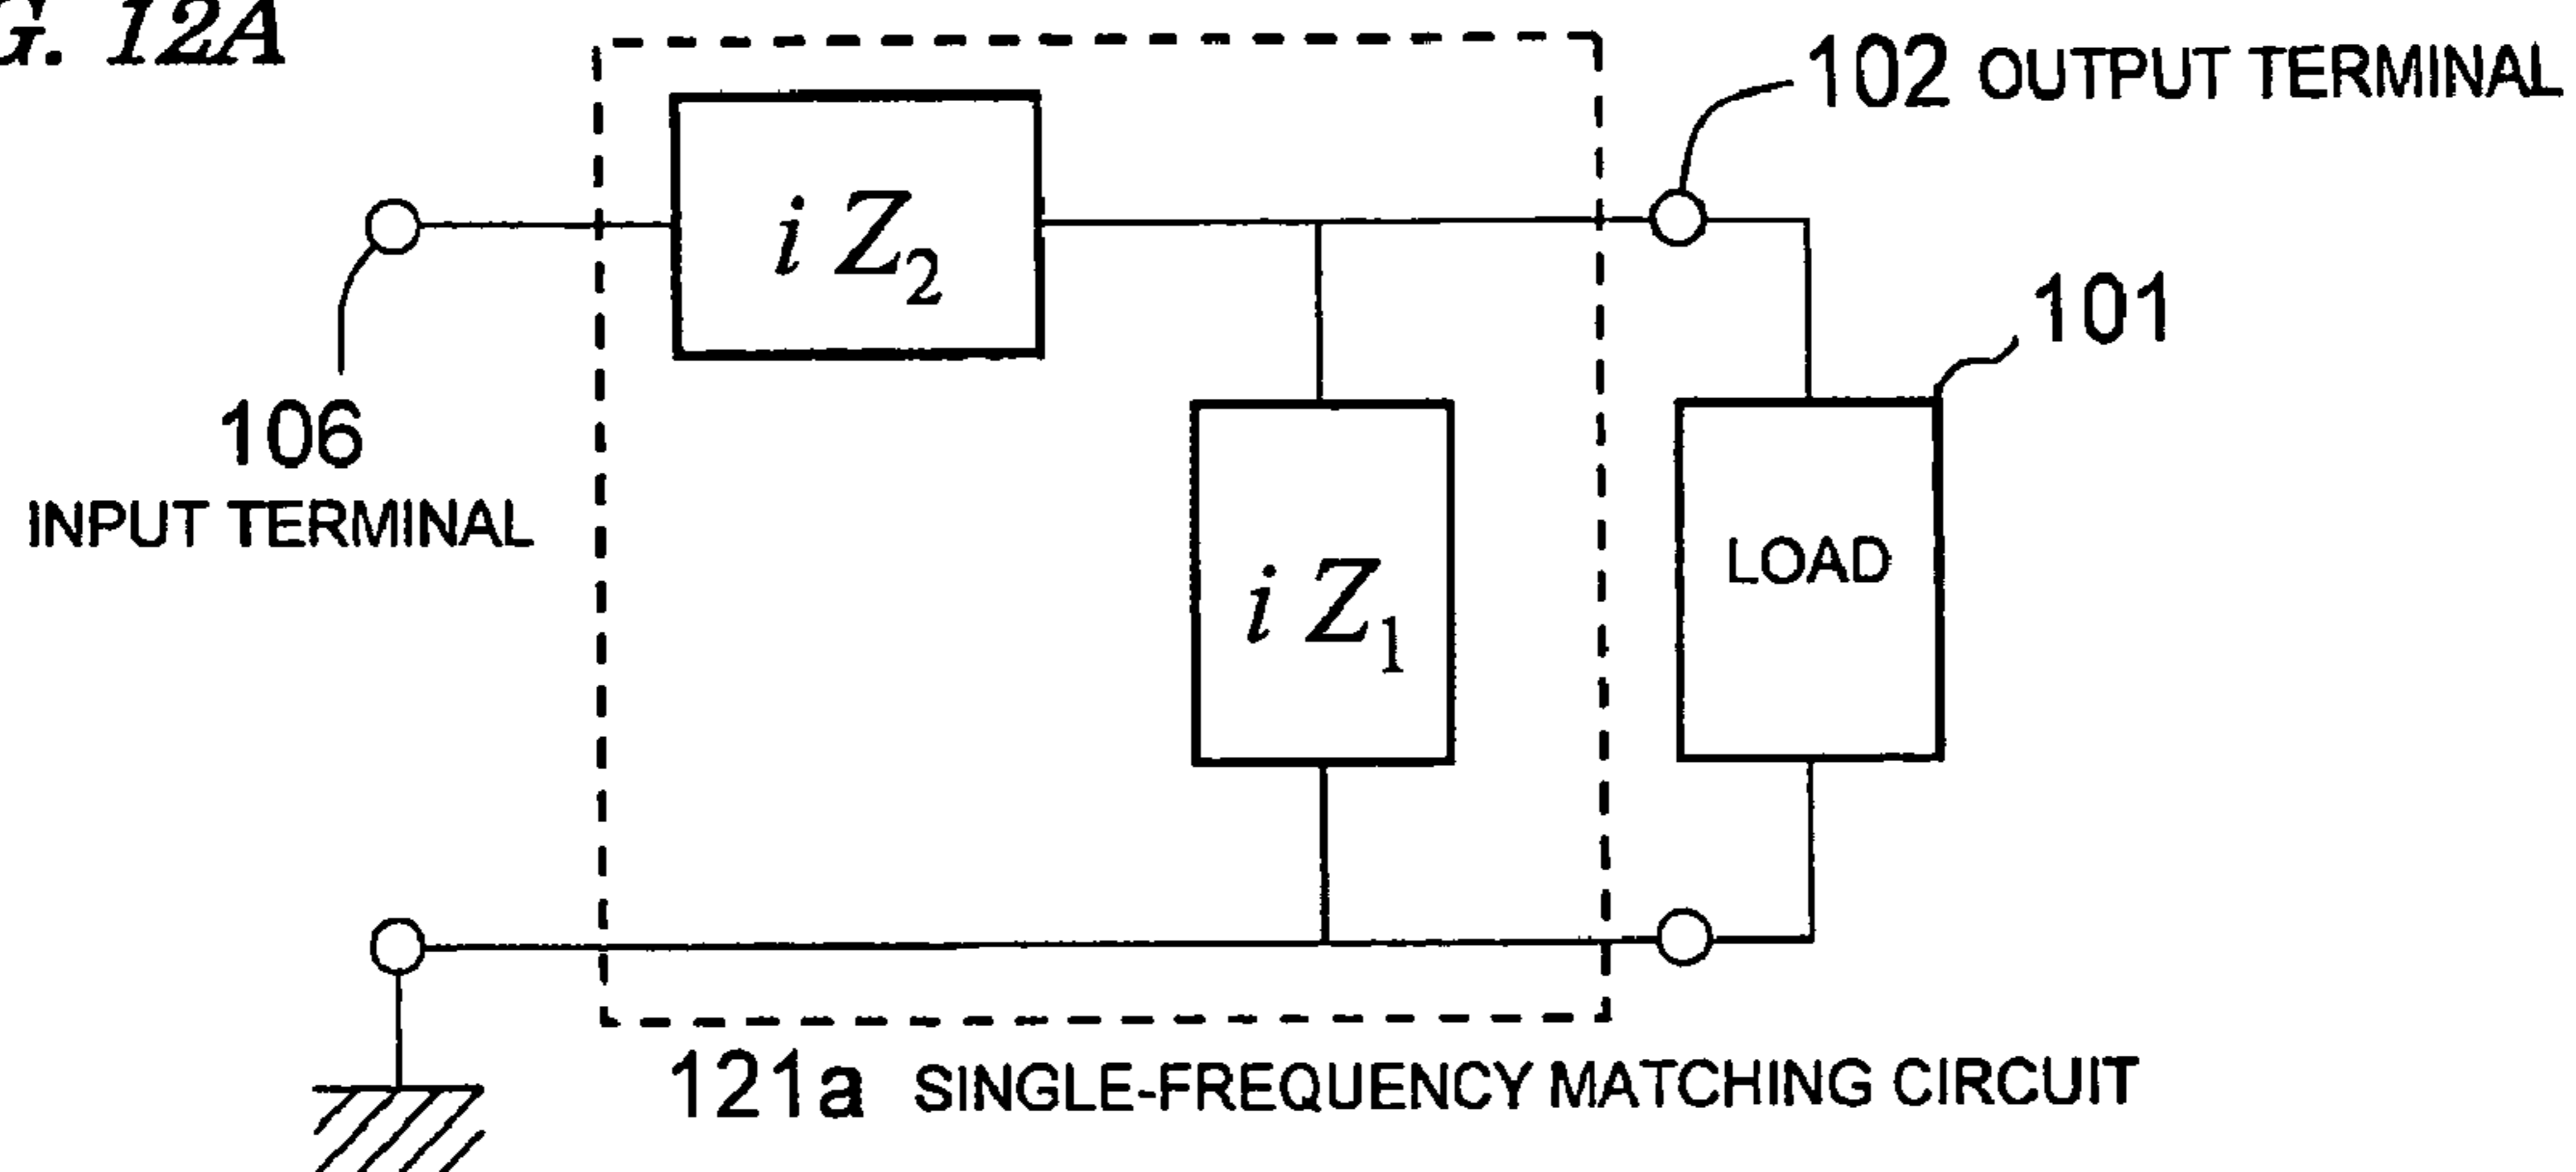 G. 12A
102 OUTPUT TERMINAL
i Z2
101
106
INPUT TERMINAL
LOAD
i Z1
121a SINGLE-FREQUENCY MATCHING CIRCUIT